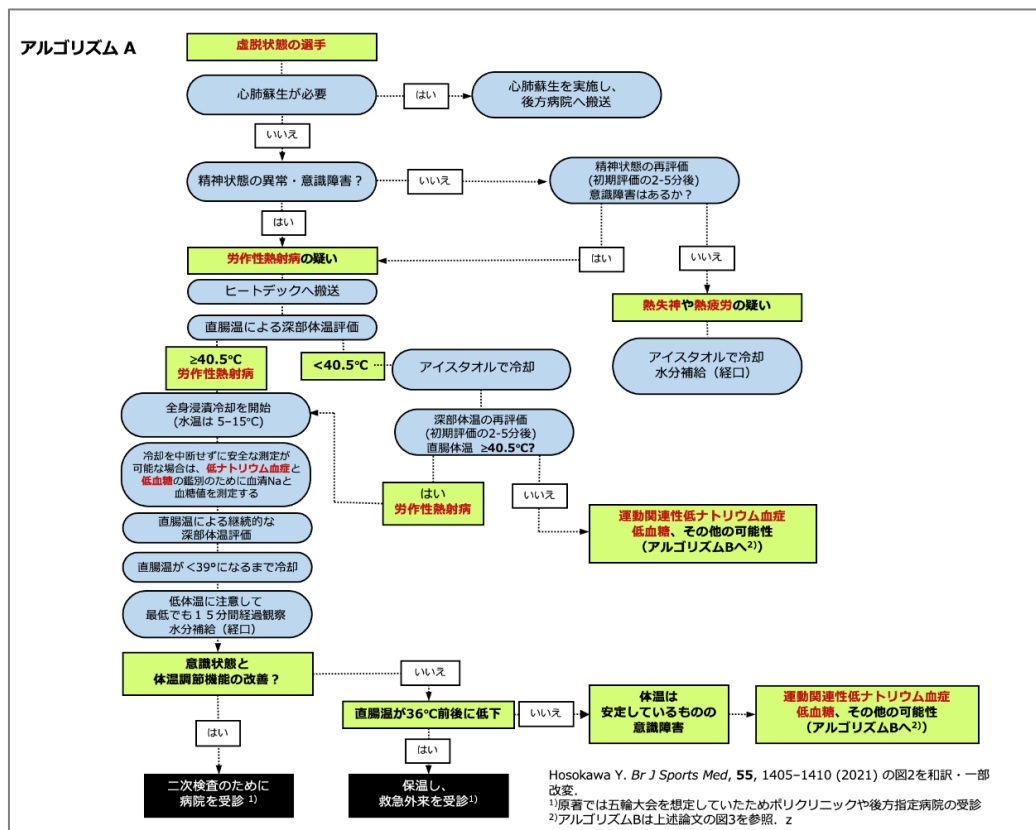 アルゴリズム A
虚脱状態の選手
心肺蘇生が必要
はい
心肺蘇生を実施し、
後方病院へ搬送
いいえ
精神状態の異常・意識障害？
いいえ
精神状態の再評価
(初期評価の2-5分後)
意識障害はあるか？
はい
はい
いいえ
労作性熱射病の疑い
ヒートデックへ搬送
熱失神や熱疲労の疑い
直腸温による深部体温評価
アイスタオルで冷却
水分補給（経口）
≥40.5℃
労作性熱射病
<40.5℃
アイスタオルで冷却
全身浸漬冷却を開始
(水温は 5–15℃)
深部体温の再評価
(初期評価の2-5分後)
直腸体温 ≥40.5℃?
冷却を中断せずに安全な測定が
可能な場合は、低ナトリウム血症と
低血糖の鑑別のために血清Naと
血糖値を測定する
はい
労作性熱射病
いいえ
直腸温による継続的な
深部体温評価
運動関連性低ナトリウム血症
低血糖、その他の可能性
（アルゴリズムBへ2)）
直腸温が <39°になるまで冷却
低体温に注意して
最低でも１５分間経過観察
水分補給（経口）
意識状態と
体温調節機能の改善？
いいえ
直腸温が36℃前後に低下
いいえ
体温は
安定しているものの
意識障害
運動関連性低ナトリウム血症
低血糖、その他の可能性
（アルゴリズムBへ2)）
はい
はい
二次検査のために
病院を受診 1)
保温し、
救急外来を受診1)
Hosokawa Y. Br J Sports Med, 55, 1405–1410 (2021) の図2を和訳・一部
改変.
1)原著では五輪大会を想定していたためポリクリニックや後方指定病院の受診
2)アルゴリズムBは上述論文の図3を参照．z